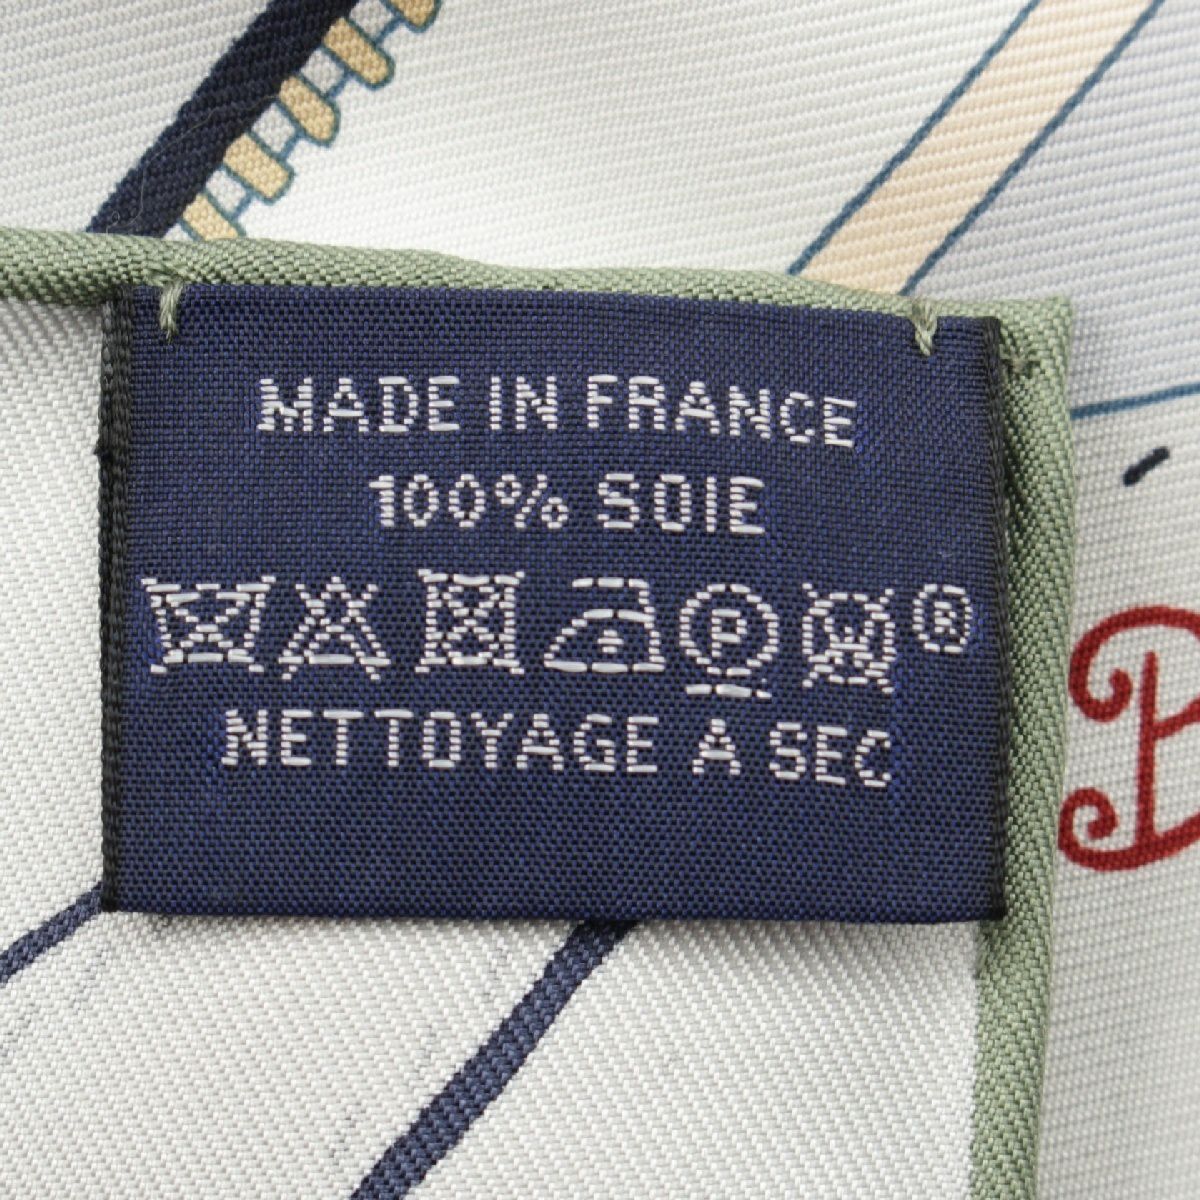 MADE IN FRANCE
100% SOIE
P ®
NETTOYAGE A SEC